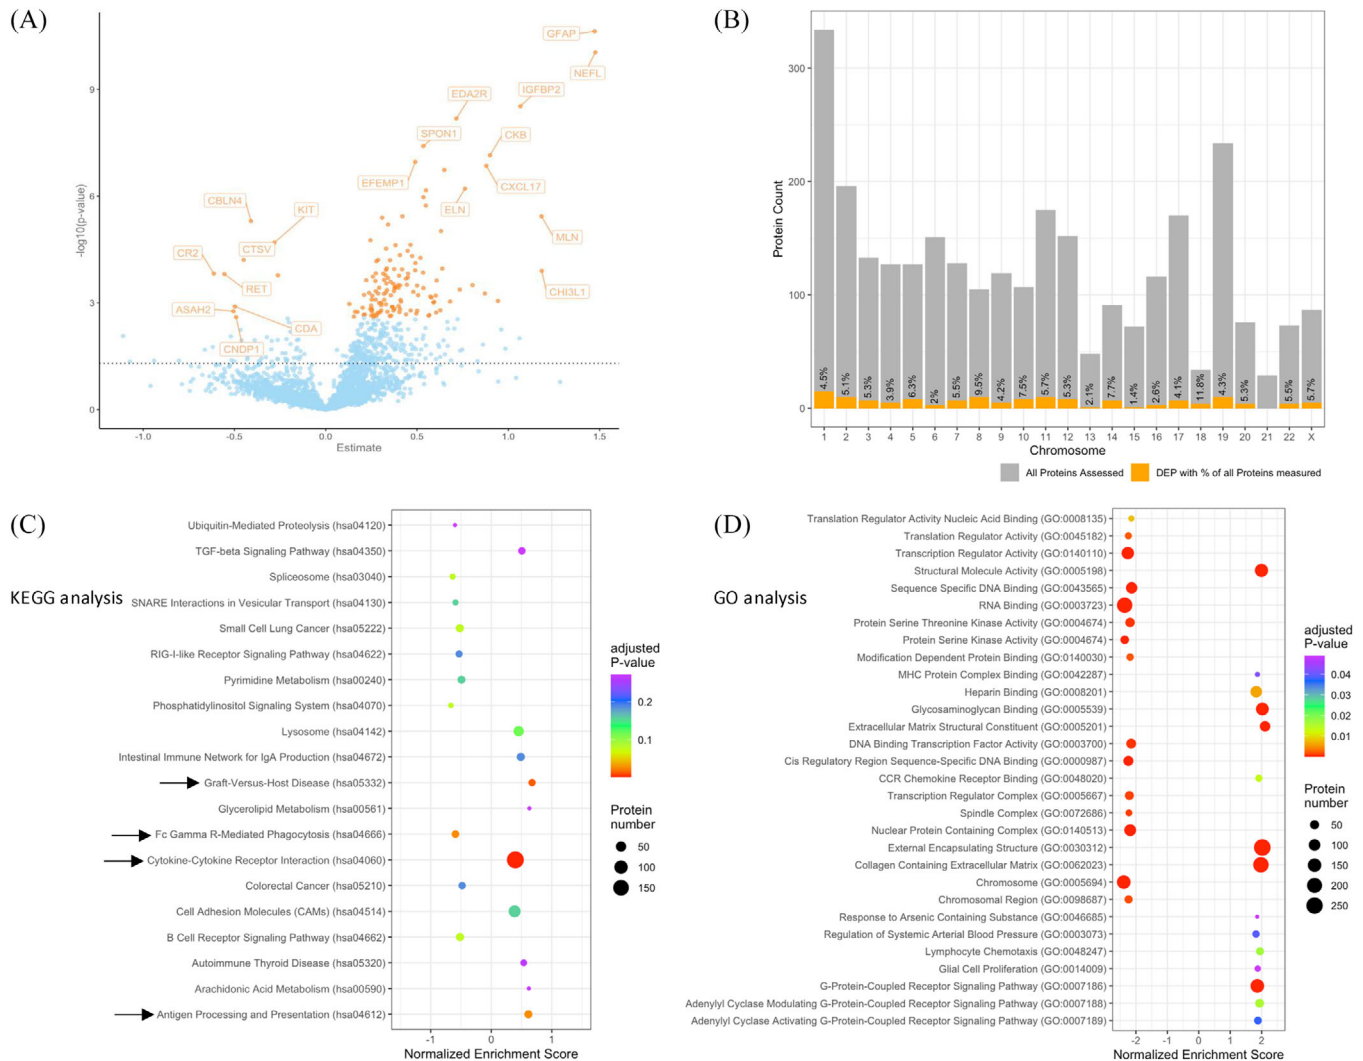 (A)
GFAP
NEFL
IGFBP2
EDA2R
SPON1
CKB
EFEMP1
CXCL17
ELN
MLN
CHI3L1
CBLN4
KIT
CTSV
CR2
RET
ASAH2
CDA
CNDP1
-log10(p-value)
9
6
3
0
-1.0
-0.5
0.0
0.5
1.0
1.5
Estimate
(B)
Protein Count
300
200
100
0
4.5%
5.1%
5.3%
3.9%
6.3%
2%
5.5%
9.5%
4.2%
7.5%
5.7%
5.3%
2.1%
7.7%
1.4%
2.6%
4.1%
11.8%
4.3%
5.3%
5.5%
5.7%
1 2 3 4 5 6 7 8 9 10 11 12 13 14 15 16 17 18 19 20 21 22 X
Chromosome
All Proteins Assessed
DEP with % of all Proteins measured
(C)
KEGG analysis
Ubiquitin-Mediated Proteolysis (hsa04120)
TGF-beta Signaling Pathway (hsa04350)
Spliceosome (hsa03040)
SNARE Interactions in Vesicular Transport (hsa04130)
Small Cell Lung Cancer (hsa05222)
RIG-I-like Receptor Signaling Pathway (hsa04622)
Pyrimidine Metabolism (hsa00240)
Phosphatidylinositol Signaling System (hsa04070)
Lysosome (hsa04142)
Intestinal Immune Network for IgA Production (hsa04672)
Graft-Versus-Host Disease (hsa05332)
Glycerolipid Metabolism (hsa00561)
Fc Gamma R-Mediated Phagocytosis (hsa04666)
Cytokine-Cytokine Receptor Interaction (hsa04060)
Colorectal Cancer (hsa05210)
Cell Adhesion Molecules (CAMs) (hsa04514)
B Cell Receptor Signaling Pathway (hsa04662)
Autoimmune Thyroid Disease (hsa05320)
Arachidonic Acid Metabolism (hsa00590)
Antigen Processing and Presentation (hsa04612)
-1 0 1
Normalized Enrichment Score
adjusted
P-value
0.2
0.1
Protein
number
50
100
150
(D)
GO analysis
Translation Regulator Activity Nucleic Acid Binding (GO:0008135)
Translation Regulator Activity (GO:0045182)
Transcription Regulator Activity (GO:0140110)
Structural Molecule Activity (GO:0005198)
Sequence Specific DNA Binding (GO:0043565)
RNA Binding (GO:0003723)
Protein Serine Threonine Kinase Activity (GO:0004674)
Protein Serine Kinase Activity (GO:0004674)
Modification Dependent Protein Binding (GO:0140030)
MHC Protein Complex Binding (GO:0042287)
Heparin Binding (GO:0008201)
Glycosaminoglycan Binding (GO:0005539)
Extracellular Matrix Structural Constituent (GO:0005201)
DNA Binding Transcription Factor Activity (GO:0003700)
Cis Regulatory Region Sequence-Specific DNA Binding (GO:0000987)
CCR Chemokine Receptor Binding (GO:0048020)
Transcription Regulator Complex (GO:0005667)
Spindle Complex (GO:0072686)
Nuclear Protein Containing Complex (GO:0140513)
External Encapsulating Structure (GO:0030312)
Collagen Containing Extracellular Matrix (GO:0062023)
Chromosome (GO:0005694)
Chromosomal Region (GO:0098687)
Response to Arsenic Containing Substance (GO:0046685)
Regulation of Systemic Arterial Blood Pressure (GO:0003073)
Lymphocyte Chemotaxis (GO:0048247)
Glial Cell Proliferation (GO:0014009)
G-Protein-Coupled Receptor Signaling Pathway (GO:0007186)
Adenylyl Cyclase Modulating G-Protein-Coupled Receptor Signaling Pathway (GO:0007188)
Adenylyl Cyclase Activating G-Protein-Coupled Receptor Signaling Pathway (GO:0007189)
-2 -1 0 1 2
Normalized Enrichment Score
adjusted
P-value
0.04
0.03
0.02
0.01
Protein
number
50
100
150
200
250